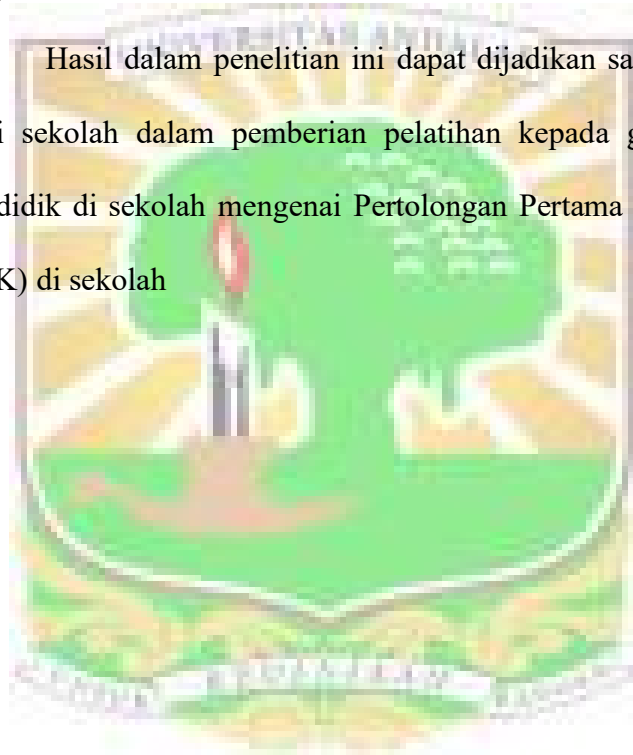 Hasil dalam penelitian ini dapat dijadikan sa
i sekolah dalam pemberian pelatihan kepada g
didik di sekolah mengenai Pertolongan Pertama
K) di sekolah